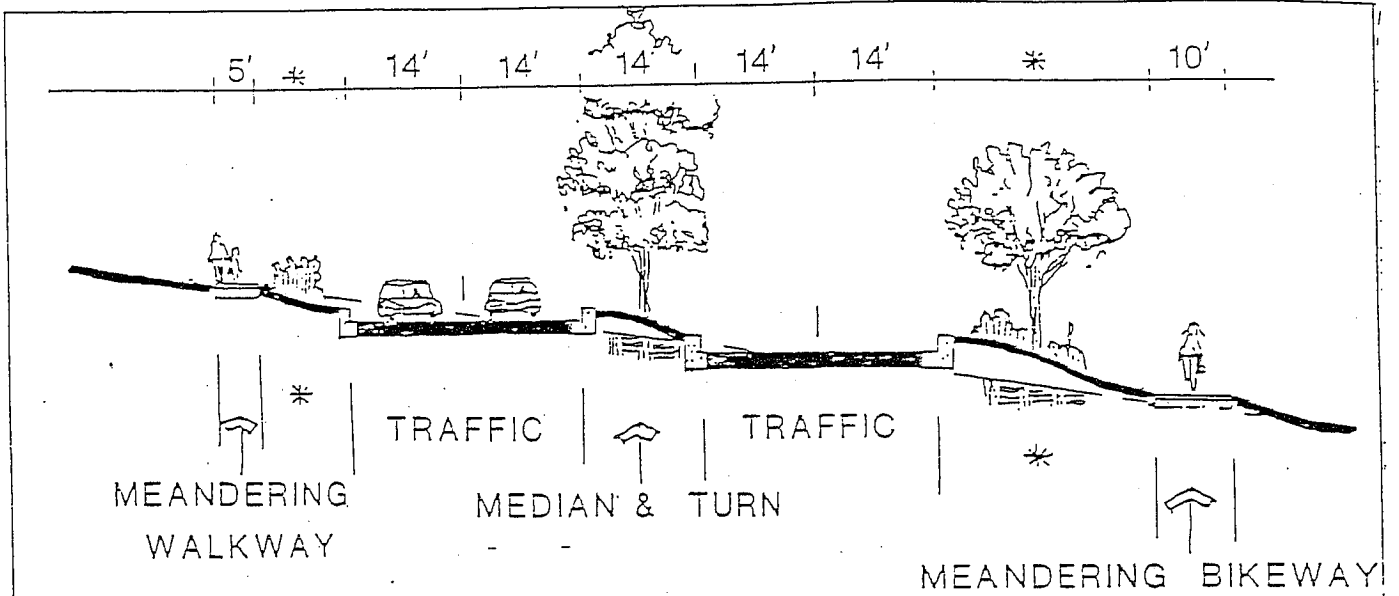 5' * 14' 14' 14' 14' 14' * 10'
* TRAFFIC TRAFFIC *
MEANDERING WALKWAY
MEDIAN & TURN
MEANDERING BIKEWAY